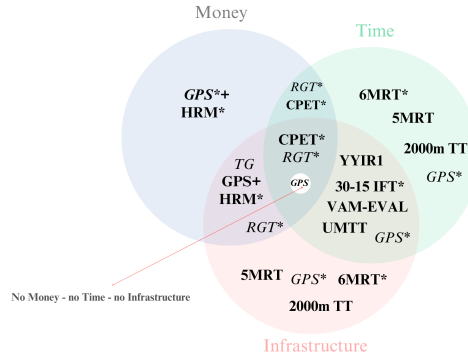 Money
Time
GPS*+
HRM*
RGT*
CPET*
6MRT*
5MRT
2000m TT
GPS*
CPET*
RGT*
TG
GPS+
HRM*
GPS
YYIR1
30-15 IFT*
VAM-EVAL
UMTT
GPS*
RGT*
5MRT
GPS*
6MRT*
2000m TT
No Money - no Time - no Infrastructure
Infrastructure